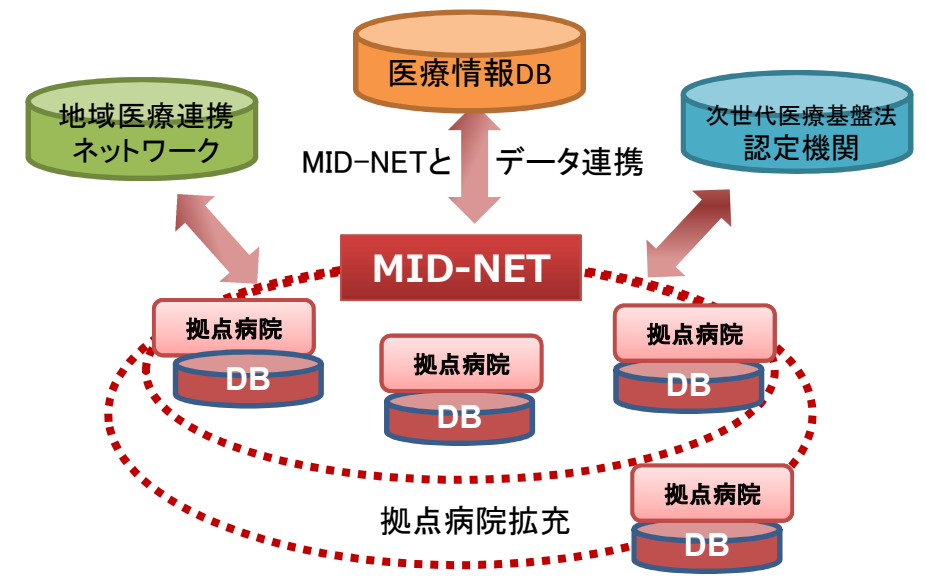 医療情報DB
地域医療連携
ネットワーク
次世代医療基盤法
認定機関
MID-NETと データ連携
MID-NET
拠点病院
DB
拠点病院
DB
拠点病院
DB
拠点病院
DB
拠点病院拡充